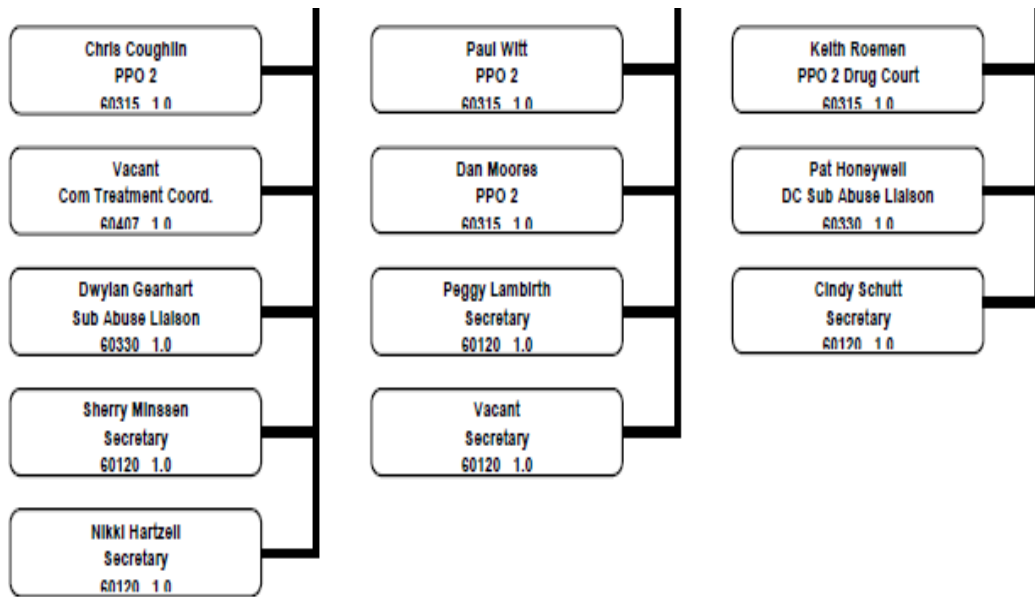 Chris Coughlin
PPO 2
60315 1.0
Vacant
Com Treatment Coord.
60407 1.0
Dwylan Gearhart
Sub Abuse Liaison
60330 1.0
Sherry Minssen
Secretary
60120 1.0
Nikki Hartzell
Secretary
60120 1.0
Paul Witt
PPO 2
60315 1.0
Dan Moores
PPO 2
60315 1.0
Peggy Lambirth
Secretary
60120 1.0
Vacant
Secretary
60120 1.0
Keith Roemen
PPO 2 Drug Court
60315 1.0
Pat Honeywell
DC Sub Abuse Liaison
60330 1.0
Cindy Schutt
Secretary
60120 1.0